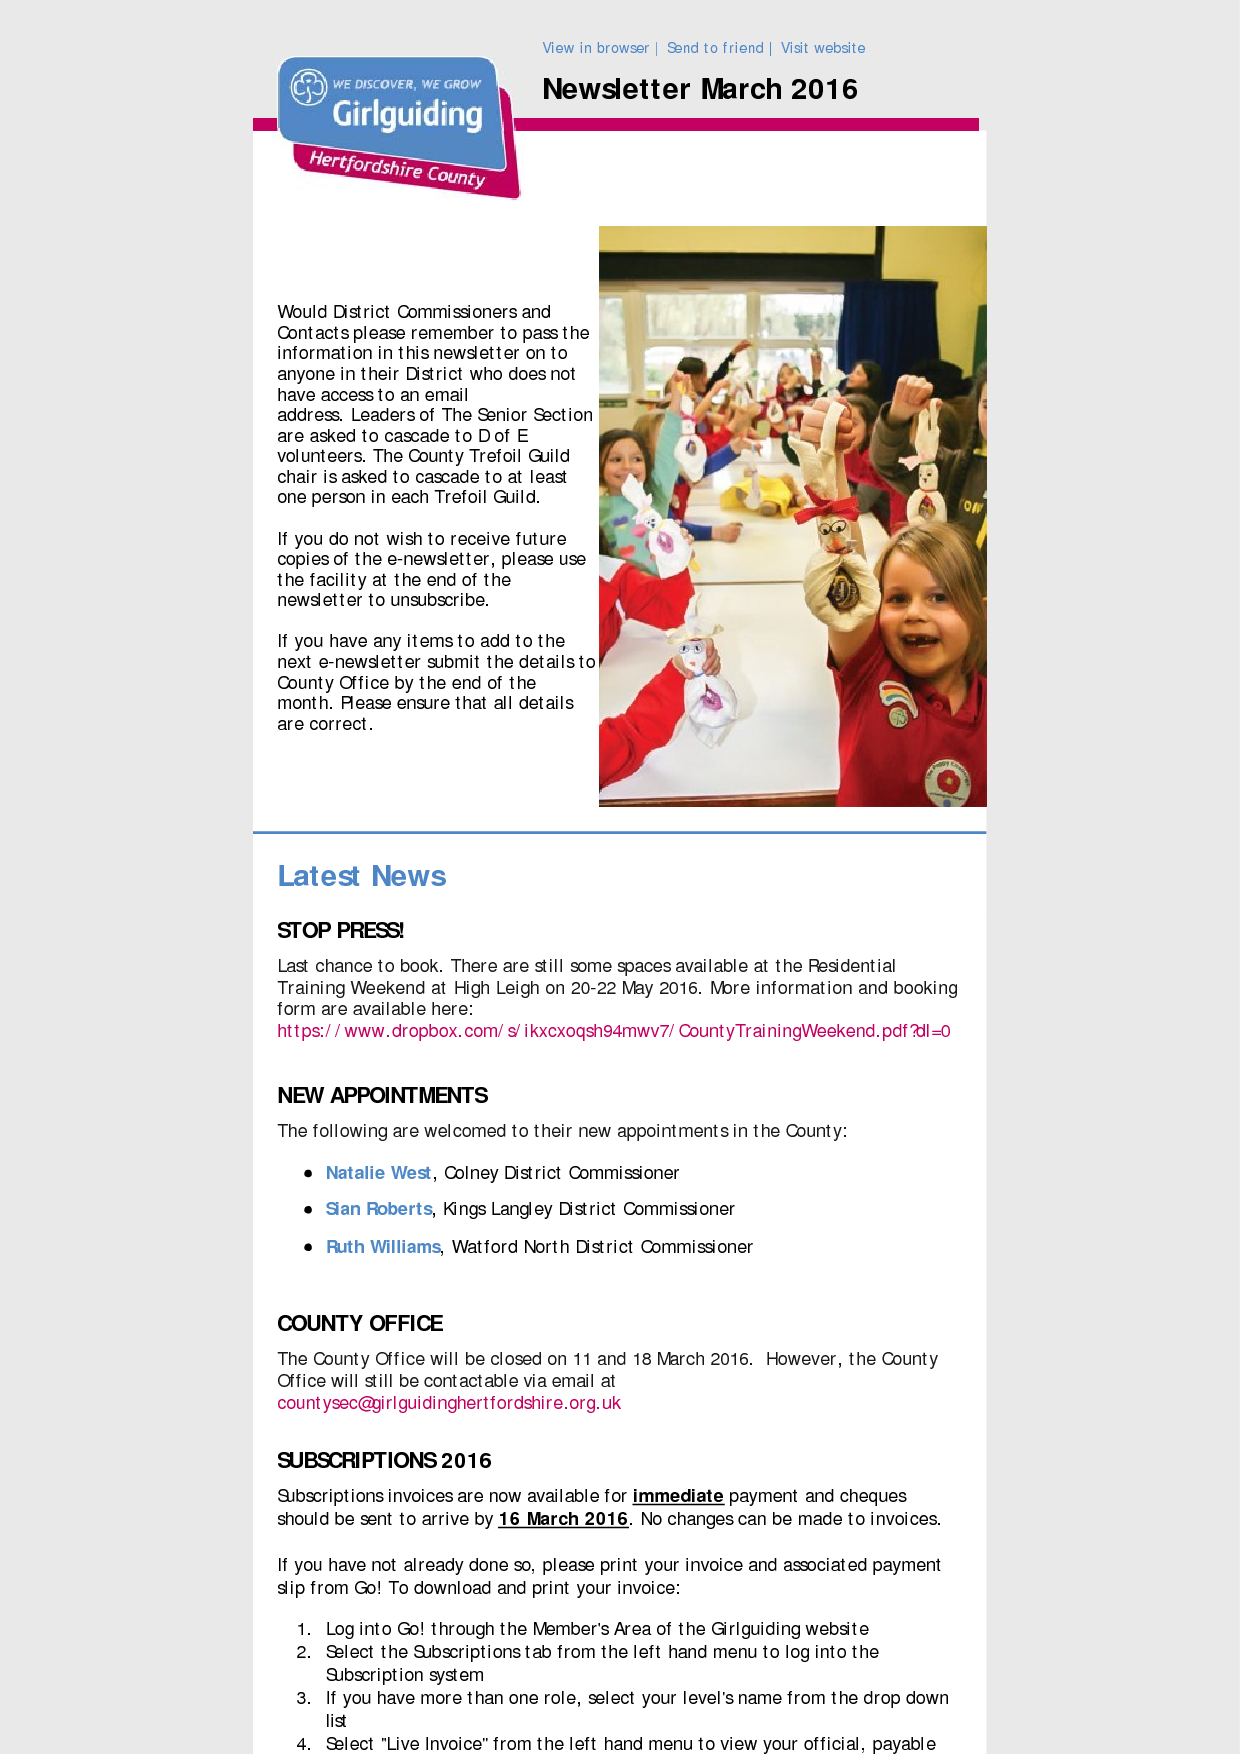 View in browser | Send to friend | Visit website
Newsletter March 2016
WE DISCOVER, WE GROW
Girlguiding
Hertfordshire County
Would District Commissioners and
Contacts please remember to pass the
information in this newsletter on to
anyone in their District who does not
have access to an email
address. Leaders of The Senior Section
are asked to cascade to D of E
volunteers. The County Trefoil Guild
chair is asked to cascade to at least
one person in each Trefoil Guild.
If you do not wish to receive future
copies of the e-newsletter, please use
the facility at the end of the
newsletter to unsubscribe.
If you have any items to add to the
next e-newsletter submit the details to
County Office by the end of the
month. Please ensure that all details
are correct.
Latest News
STOP PRESS!
Last chance to book. There are still some spaces available at the Residential
Training Weekend at High Leigh on 20-22 May 2016. More information and booking
form are available here:
https://www.dropbox.com/s/ikxcxoqsh94mwv7/CountyTrainingWeekend.pdf?dl=0
NEW APPOINTMENTS
The following are welcomed to their new appointments in the County:
● Natalie West, Colney District Commissioner
● Sian Roberts, Kings Langley District Commissioner
● Ruth Williams, Watford North District Commissioner
COUNTY OFFICE
The County Office will be closed on 11 and 18 March 2016. However, the County
Office will still be contactable via email at
countysec@girlguidinghertfordshire.org.uk
SUBSCRIPTIONS 2016
Subscriptions invoices are now available for immediate payment and cheques
should be sent to arrive by 16 March 2016. No changes can be made to invoices.
If you have not already done so, please print your invoice and associated payment
slip from Go! To download and print your invoice:
1. Log into Go! through the Member's Area of the Girlguiding website
2. Select the Subscriptions tab from the left hand menu to log into the
Subscription system
3. If you have more than one role, select your level's name from the drop down
list
4. Select "Live Invoice" from the left hand menu to view your official, payable